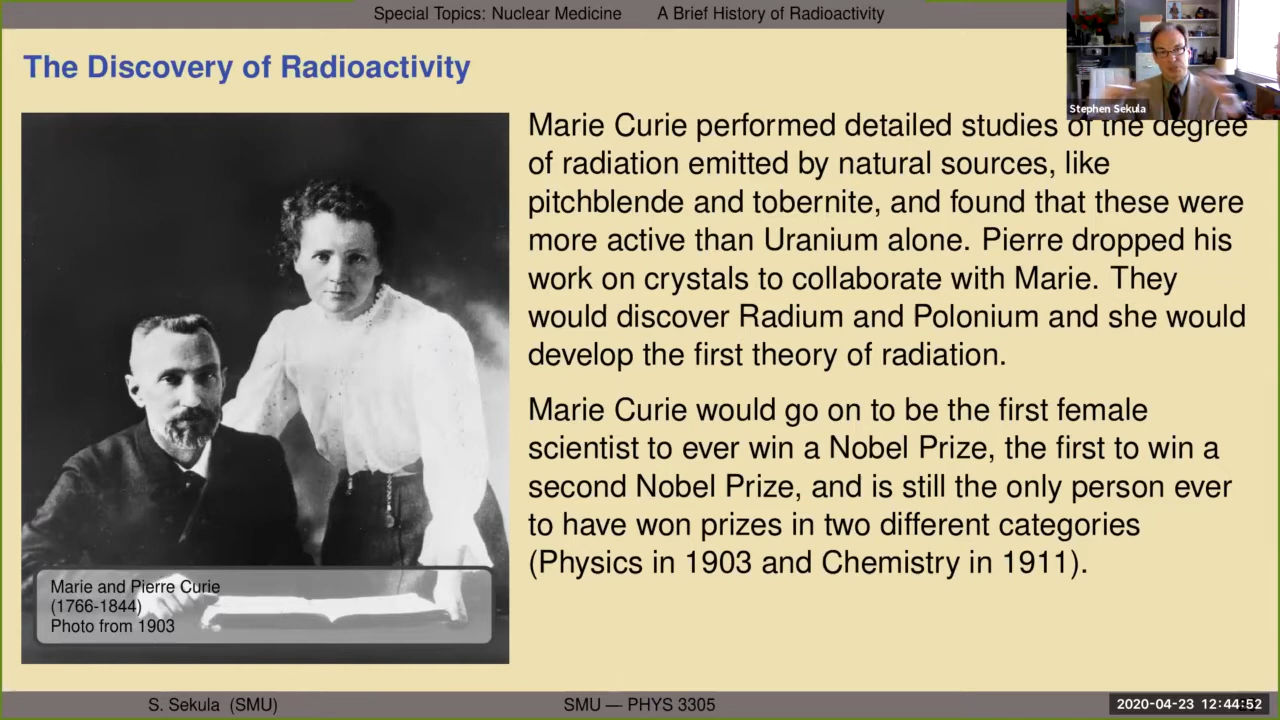 Special Topics: Nuclear Medicine A Brief History of Radioactivity
The Discovery of Radioactivity
Stephen Sekula
Marie Curie performed detailed studies of the degree
of radiation emitted by natural sources, like
pitchblende and tobernite, and found that these were
more active than Uranium alone. Pierre dropped his
work on crystals to collaborate with Marie. They
would discover Radium and Polonium and she would
develop the first theory of radiation.
Marie Curie would go on to be the first female
scientist to ever win a Nobel Prize, the first to win a
second Nobel Prize, and is still the only person ever
to have won prizes in two different categories
(Physics in 1903 and Chemistry in 1911).
Marie and Pierre Curie
(1766-1844)
Photo from 1903
S. Sekula (SMU)
SMU — PHYS 3305
2020-04-23 12:44:52